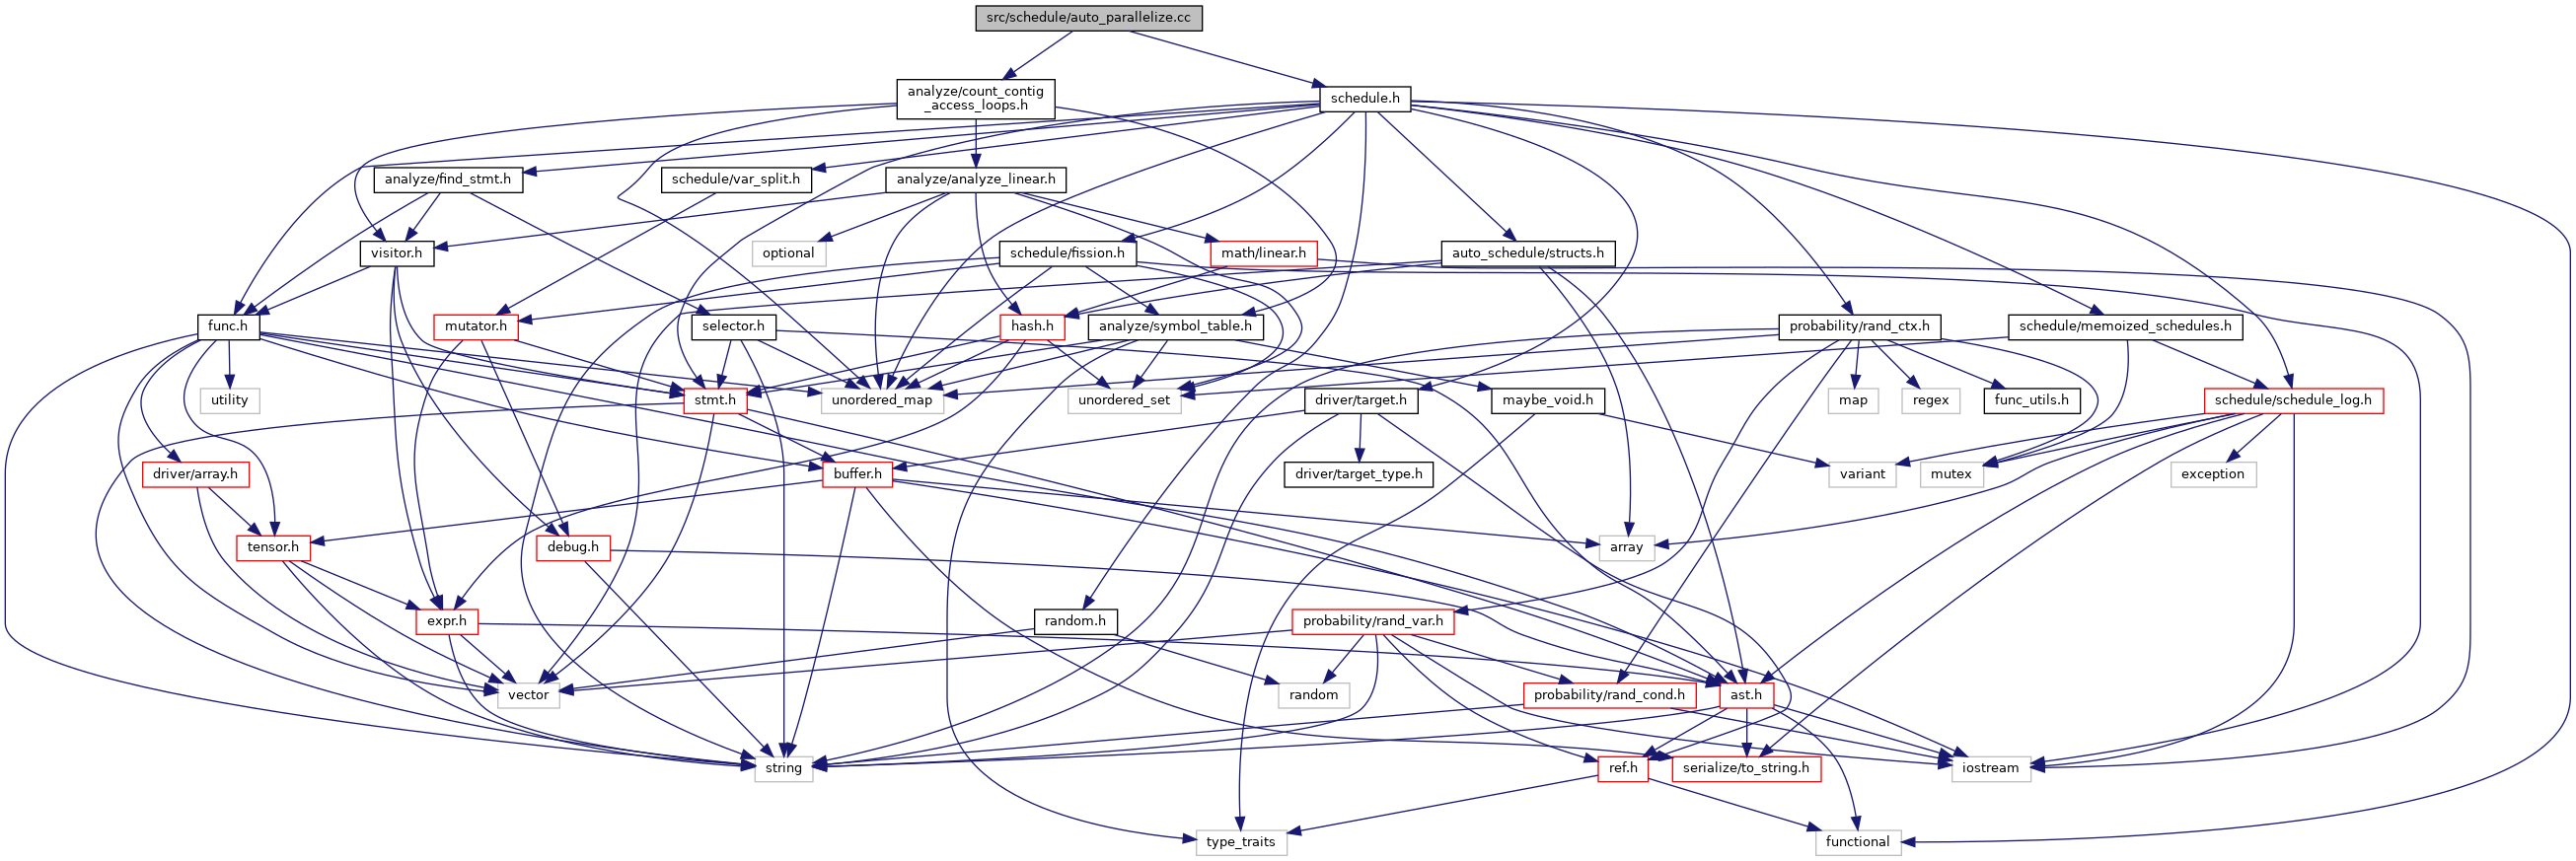 src/schedule/auto_parallelize.cc
analyze/count_contig
_access_loops.h
schedule.h
analyze/find_stmt.h
schedule/var_split.h
analyze/analyze_linear.h
visitor.h
optional
schedule/fission.h
math/linear.h
auto_schedule/structs.h
func.h
mutator.h
selector.h
hash.h
analyze/symbol_table.h
probability/rand_ctx.h
schedule/memoized_schedules.h
utility
stmt.h
unordered_map
unordered_set
driver/target.h
maybe_void.h
map
regex
func_utils.h
schedule/schedule_log.h
driver/array.h
buffer.h
driver/target_type.h
variant
mutex
exception
tensor.h
debug.h
array
expr.h
random.h
probability/rand_var.h
vector
random
probability/rand_cond.h
ast.h
string
ref.h
serialize/to_string.h
iostream
type_traits
functional